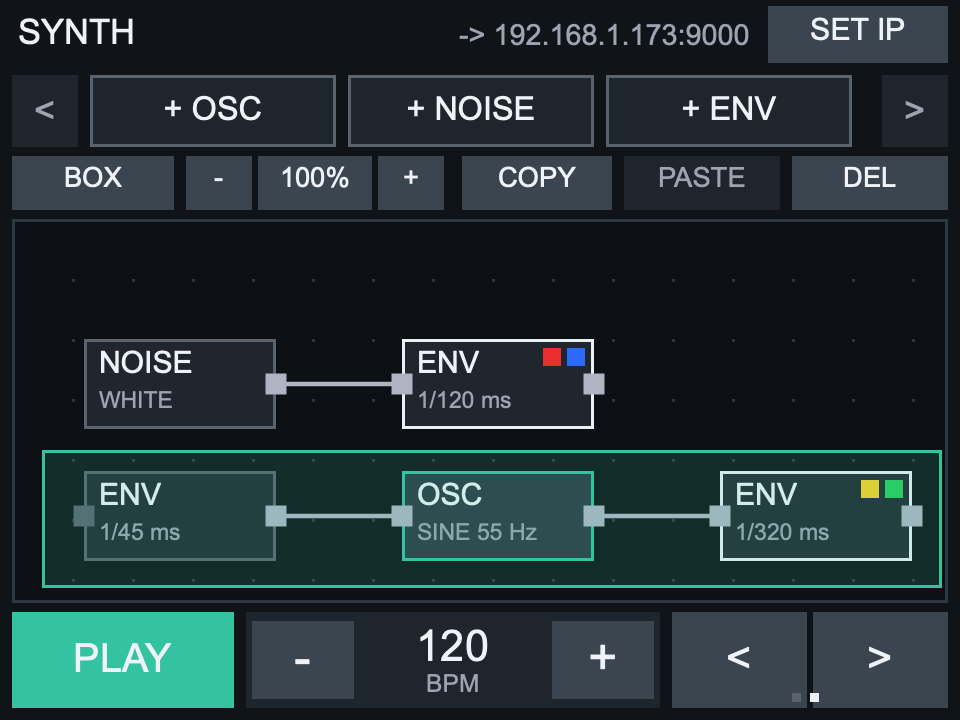 SYNTH
-> 192.168.1.173:9000
SET IP
<
+ OSC
+ NOISE
+ ENV
>
BOX
-
100%
+
COPY
PASTE
DEL
NOISE
WHITE
ENV
1/120 ms
ENV
1/45 ms
OSC
SINE 55 Hz
ENV
1/320 ms
PLAY
-
120
BPM
+
<
>